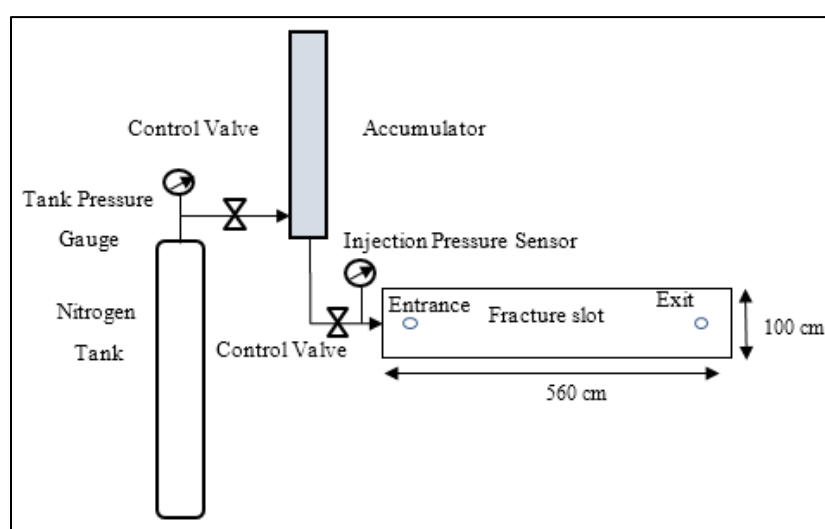 Control Valve
Accumulator
Tank Pressure
Gauge
Injection Pressure Sensor
Entrance
Fracture slot
Exit
Nitrogen
Tank
Control Valve
100 cm
560 cm